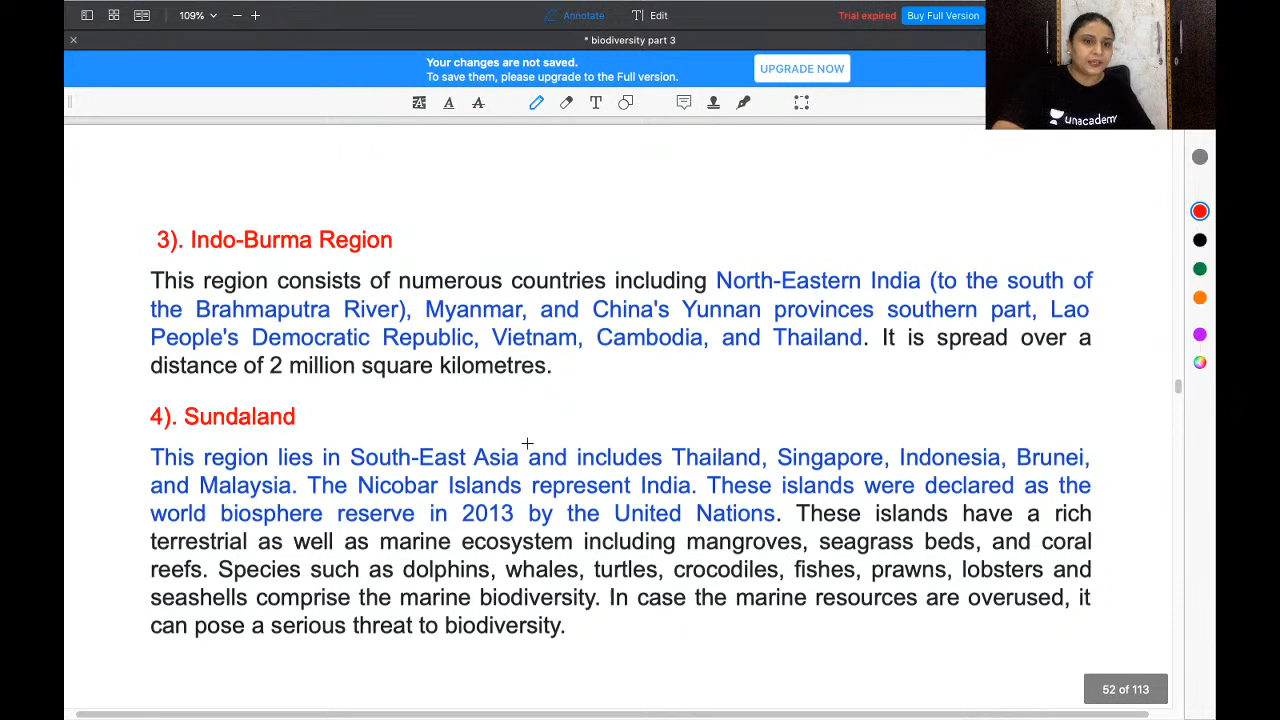 109%
Annotate
Edit
Trial expired
Buy Full Version
* biodiversity part 3
Your changes are not saved.
To save them, please upgrade to the Full version.
UPGRADE NOW
unacademy
3). Indo-Burma Region
This region consists of numerous countries including North-Eastern India (to the south of
the Brahmaputra River), Myanmar, and China's Yunnan provinces southern part, Lao
People's Democratic Republic, Vietnam, Cambodia, and Thailand. It is spread over a
distance of 2 million square kilometres.
4). Sundaland
This region lies in South-East Asia and includes Thailand, Singapore, Indonesia, Brunei,
and Malaysia. The Nicobar Islands represent India. These islands were declared as the
world biosphere reserve in 2013 by the United Nations. These islands have a rich
terrestrial as well as marine ecosystem including mangroves, seagrass beds, and coral
reefs. Species such as dolphins, whales, turtles, crocodiles, fishes, prawns, lobsters and
seashells comprise the marine biodiversity. In case the marine resources are overused, it
can pose a serious threat to biodiversity.
52 of 113